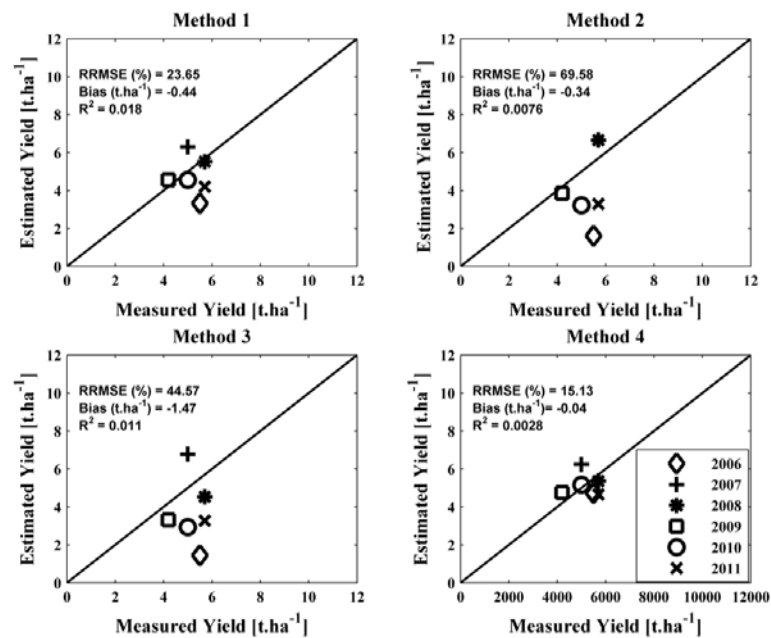 Method 1
Estimated Yield [t.ha⁻¹]
12
10
8
6
4
2
0
RRMSE (%) = 23.65
Bias (t.ha⁻¹) = -0.44
R² = 0.018
0 2 4 6 8 10 12
Measured Yield [t.ha⁻¹]
Method 2
Estimated Yield [t.ha⁻¹]
12
10
8
6
4
2
0
RRMSE (%) = 69.58
Bias (t.ha⁻¹) = -0.34
R² = 0.0076
0 2 4 6 8 10 12
Measured Yield [t.ha⁻¹]
Method 3
Estimated Yield [t.ha⁻¹]
12
10
8
6
4
2
0
RRMSE (%) = 44.57
Bias (t.ha⁻¹) = -1.47
R² = 0.011
0 2 4 6 8 10 12
Measured Yield [t.ha⁻¹]
Method 4
Estimated Yield [t.ha⁻¹]
12
10
8
6
4
2
0
RRMSE (%) = 15.13
Bias (t.ha⁻¹)= -0.04
R² = 0.0028
2006
2007
2008
2009
2010
2011
0 2000 4000 6000 8000 10000 12000
Measured Yield [t.ha⁻¹]